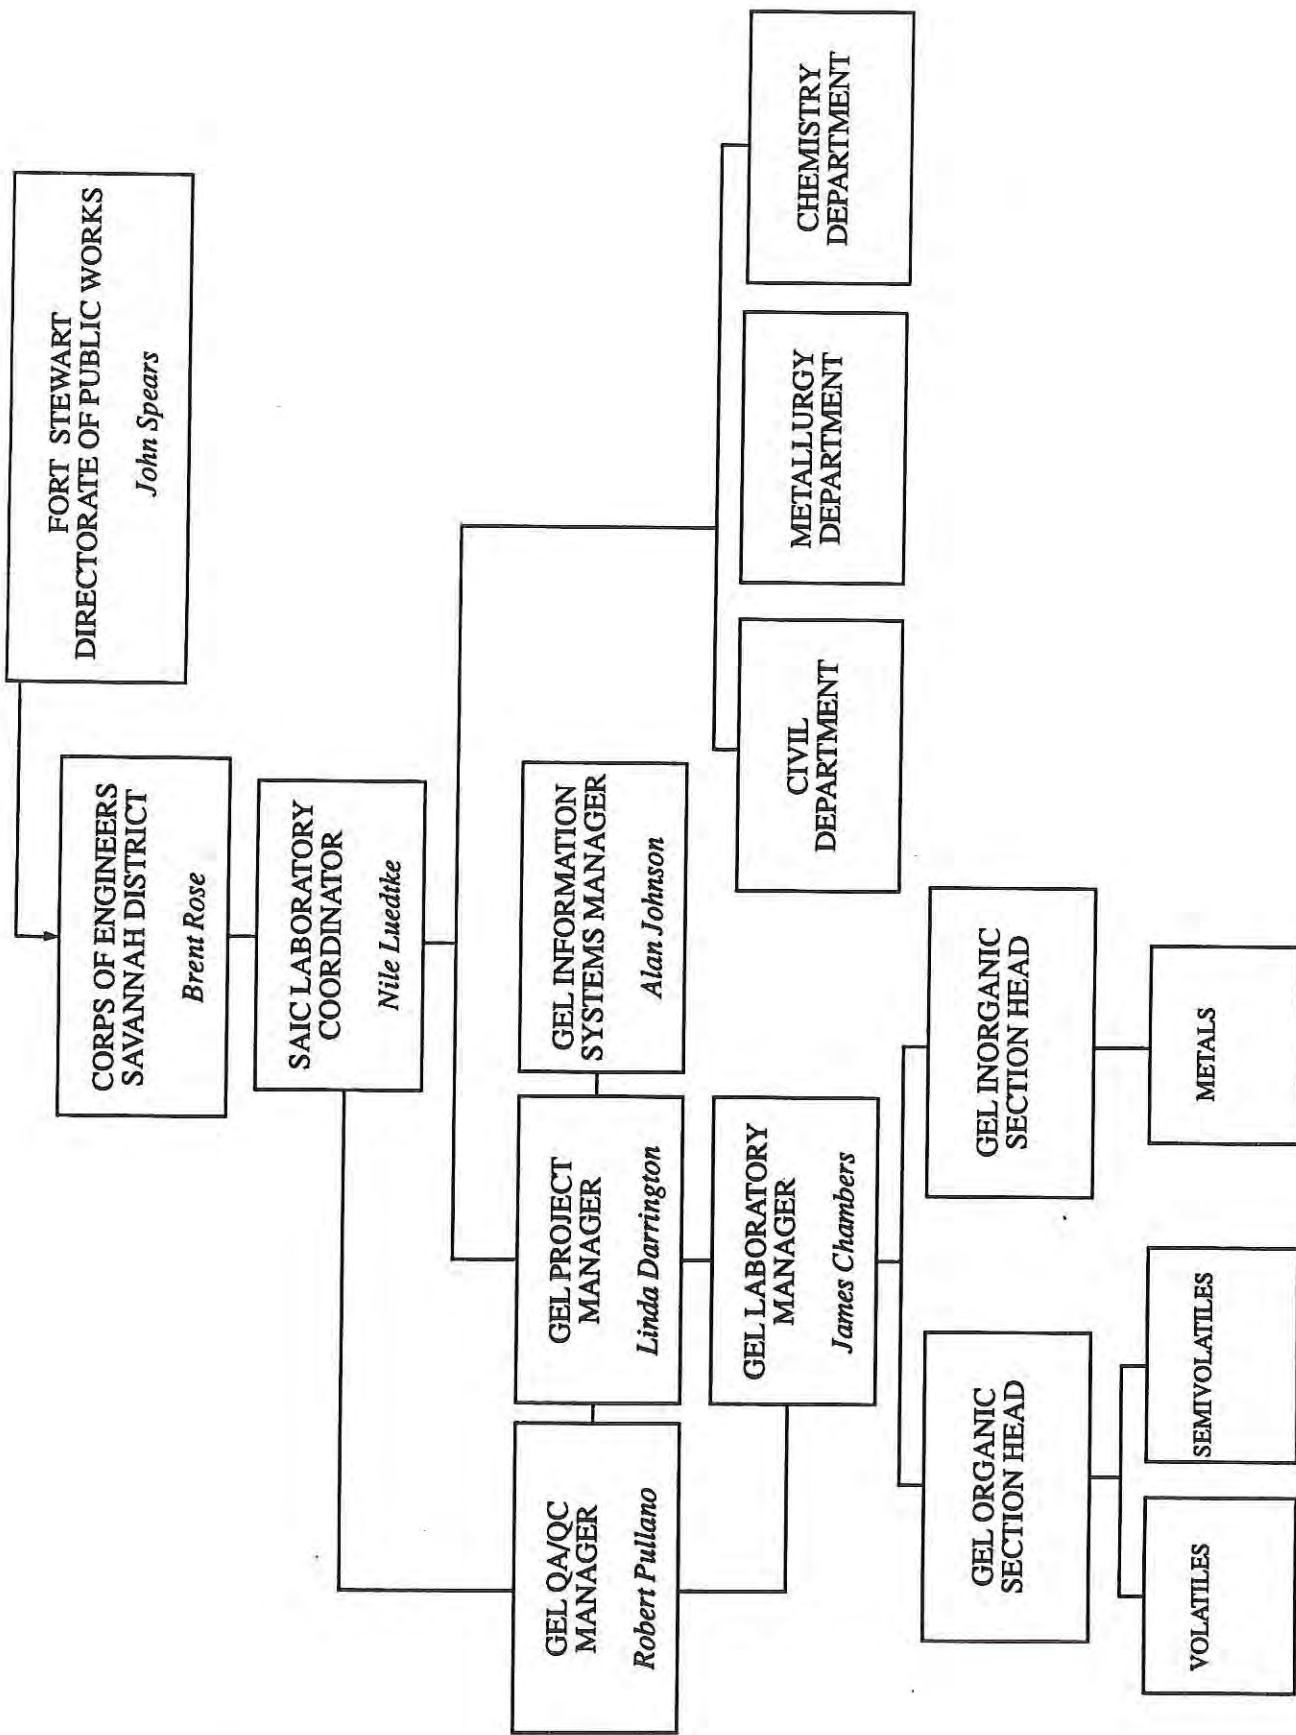 FORT STEWART
DIRECTORATE OF PUBLIC WORKS
John Spears
CORPS OF ENGINEERS
SAVANNAH DISTRICT
Brent Rose
SAIC LABORATORY
COORDINATOR
Nile Luedtke
GEL QA/QC
MANAGER
Robert Pullano
GEL PROJECT
MANAGER
Linda Darrington
GEL INFORMATION
SYSTEMS MANAGER
Alan Johnson
GEL LABORATORY
MANAGER
James Chambers
CIVIL
DEPARTMENT
METALLURGY
DEPARTMENT
CHEMISTRY
DEPARTMENT
GEL ORGANIC
SECTION HEAD
GEL INORGANIC
SECTION HEAD
VOLATILES
SEMIVOLATILES
METALS